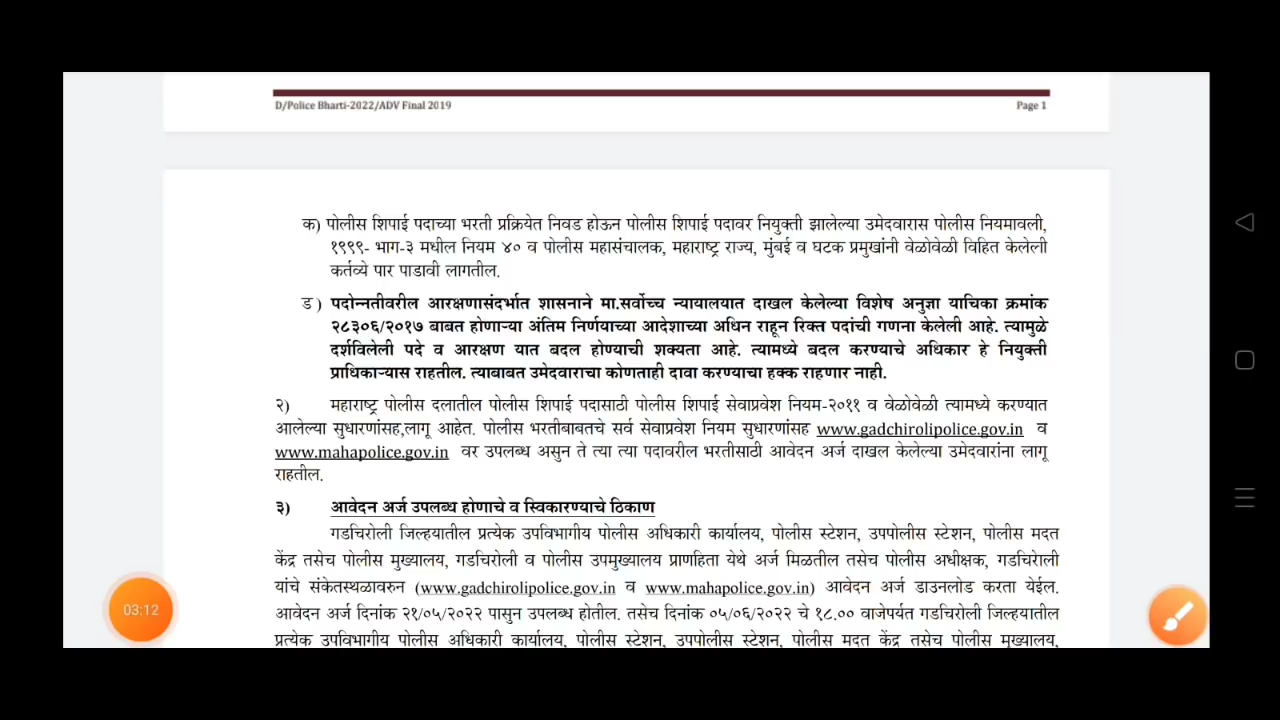 D/Police Bharti-2022/ADV Final 2019 Page 1
क) पोलीस शिपाई पदाच्या भरती प्रक्रियेत निवड होऊन पोलीस शिपाई पदावर नियुक्ती झालेल्या उमेदवारास पोलीस नियमावली,
१९९९- भाग-३ मधील नियम ४० व पोलीस महासंचालक, महाराष्ट्र राज्य, मुंबई व घटक प्रमुखांनी वेळोवेळी विहित केलेली
कर्तव्ये पार पाडावी लागतील.
ड ) पदोन्नतीवरील आरक्षणासंदर्भात शासनाने मा.सर्वोच्च न्यायालयात दाखल केलेल्या विशेष अनुज्ञा याचिका क्रमांक
२८३०६/२०१७ बाबत होणाऱ्या अंतिम निर्णयाच्या आदेशाच्या अधिन राहून रिक्त पदांची गणना केलेली आहे. त्यामुळे
दर्शविलेली पदे व आरक्षण यात बदल होण्याची शक्यता आहे. त्यामध्ये बदल करण्याचे अधिकार हे नियुक्ती
प्राधिकाऱ्यास राहतील. त्याबाबत उमेदवाराचा कोणताही दावा करण्याचा हक्क राहणार नाही.
२) महाराष्ट्र पोलीस दलातील पोलीस शिपाई पदासाठी पोलीस शिपाई सेवाप्रवेश नियम-२०११ व वेळोवेळी त्यामध्ये करण्यात
आलेल्या सुधारणांसह,लागू आहेत. पोलीस भरतीबाबतचे सर्व सेवाप्रवेश नियम सुधारणांसह www.gadchirolipolice.gov.in व
www.mahapolice.gov.in वर उपलब्ध असुन ते त्या त्या पदावरील भरतीसाठी आवेदन अर्ज दाखल केलेल्या उमेदवारांना लागू
राहतील.
३) आवेदन अर्ज उपलब्ध होणाचे व स्विकारण्याचे ठिकाण
गडचिरोली जिल्हयातील प्रत्येक उपविभागीय पोलीस अधिकारी कार्यालय, पोलीस स्टेशन, उपपोलीस स्टेशन, पोलीस मदत
केंद्र तसेच पोलीस मुख्यालय, गडचिरोली व पोलीस उपमुख्यालय प्राणहिता येथे अर्ज मिळतील तसेच पोलीस अधीक्षक, गडचिरोली
यांचे संकेतस्थळावरुन (www.gadchirolipolice.gov.in व www.mahapolice.gov.in) आवेदन अर्ज डाउनलोड करता येईल.
आवेदन अर्ज दिनांक २१/०५/२०२२ पासुन उपलब्ध होतील. तसेच दिनांक ०५/०६/२०२२ चे १८.०० वाजेपर्यत गडचिरोली जिल्हयातील
प्रत्येक उपविभागीय पोलीस अधिकारी कार्यालय, पोलीस स्टेशन, उपपोलीस स्टेशन, पोलीस मदत केंद्र तसेच पोलीस मुख्यालय,
03:12